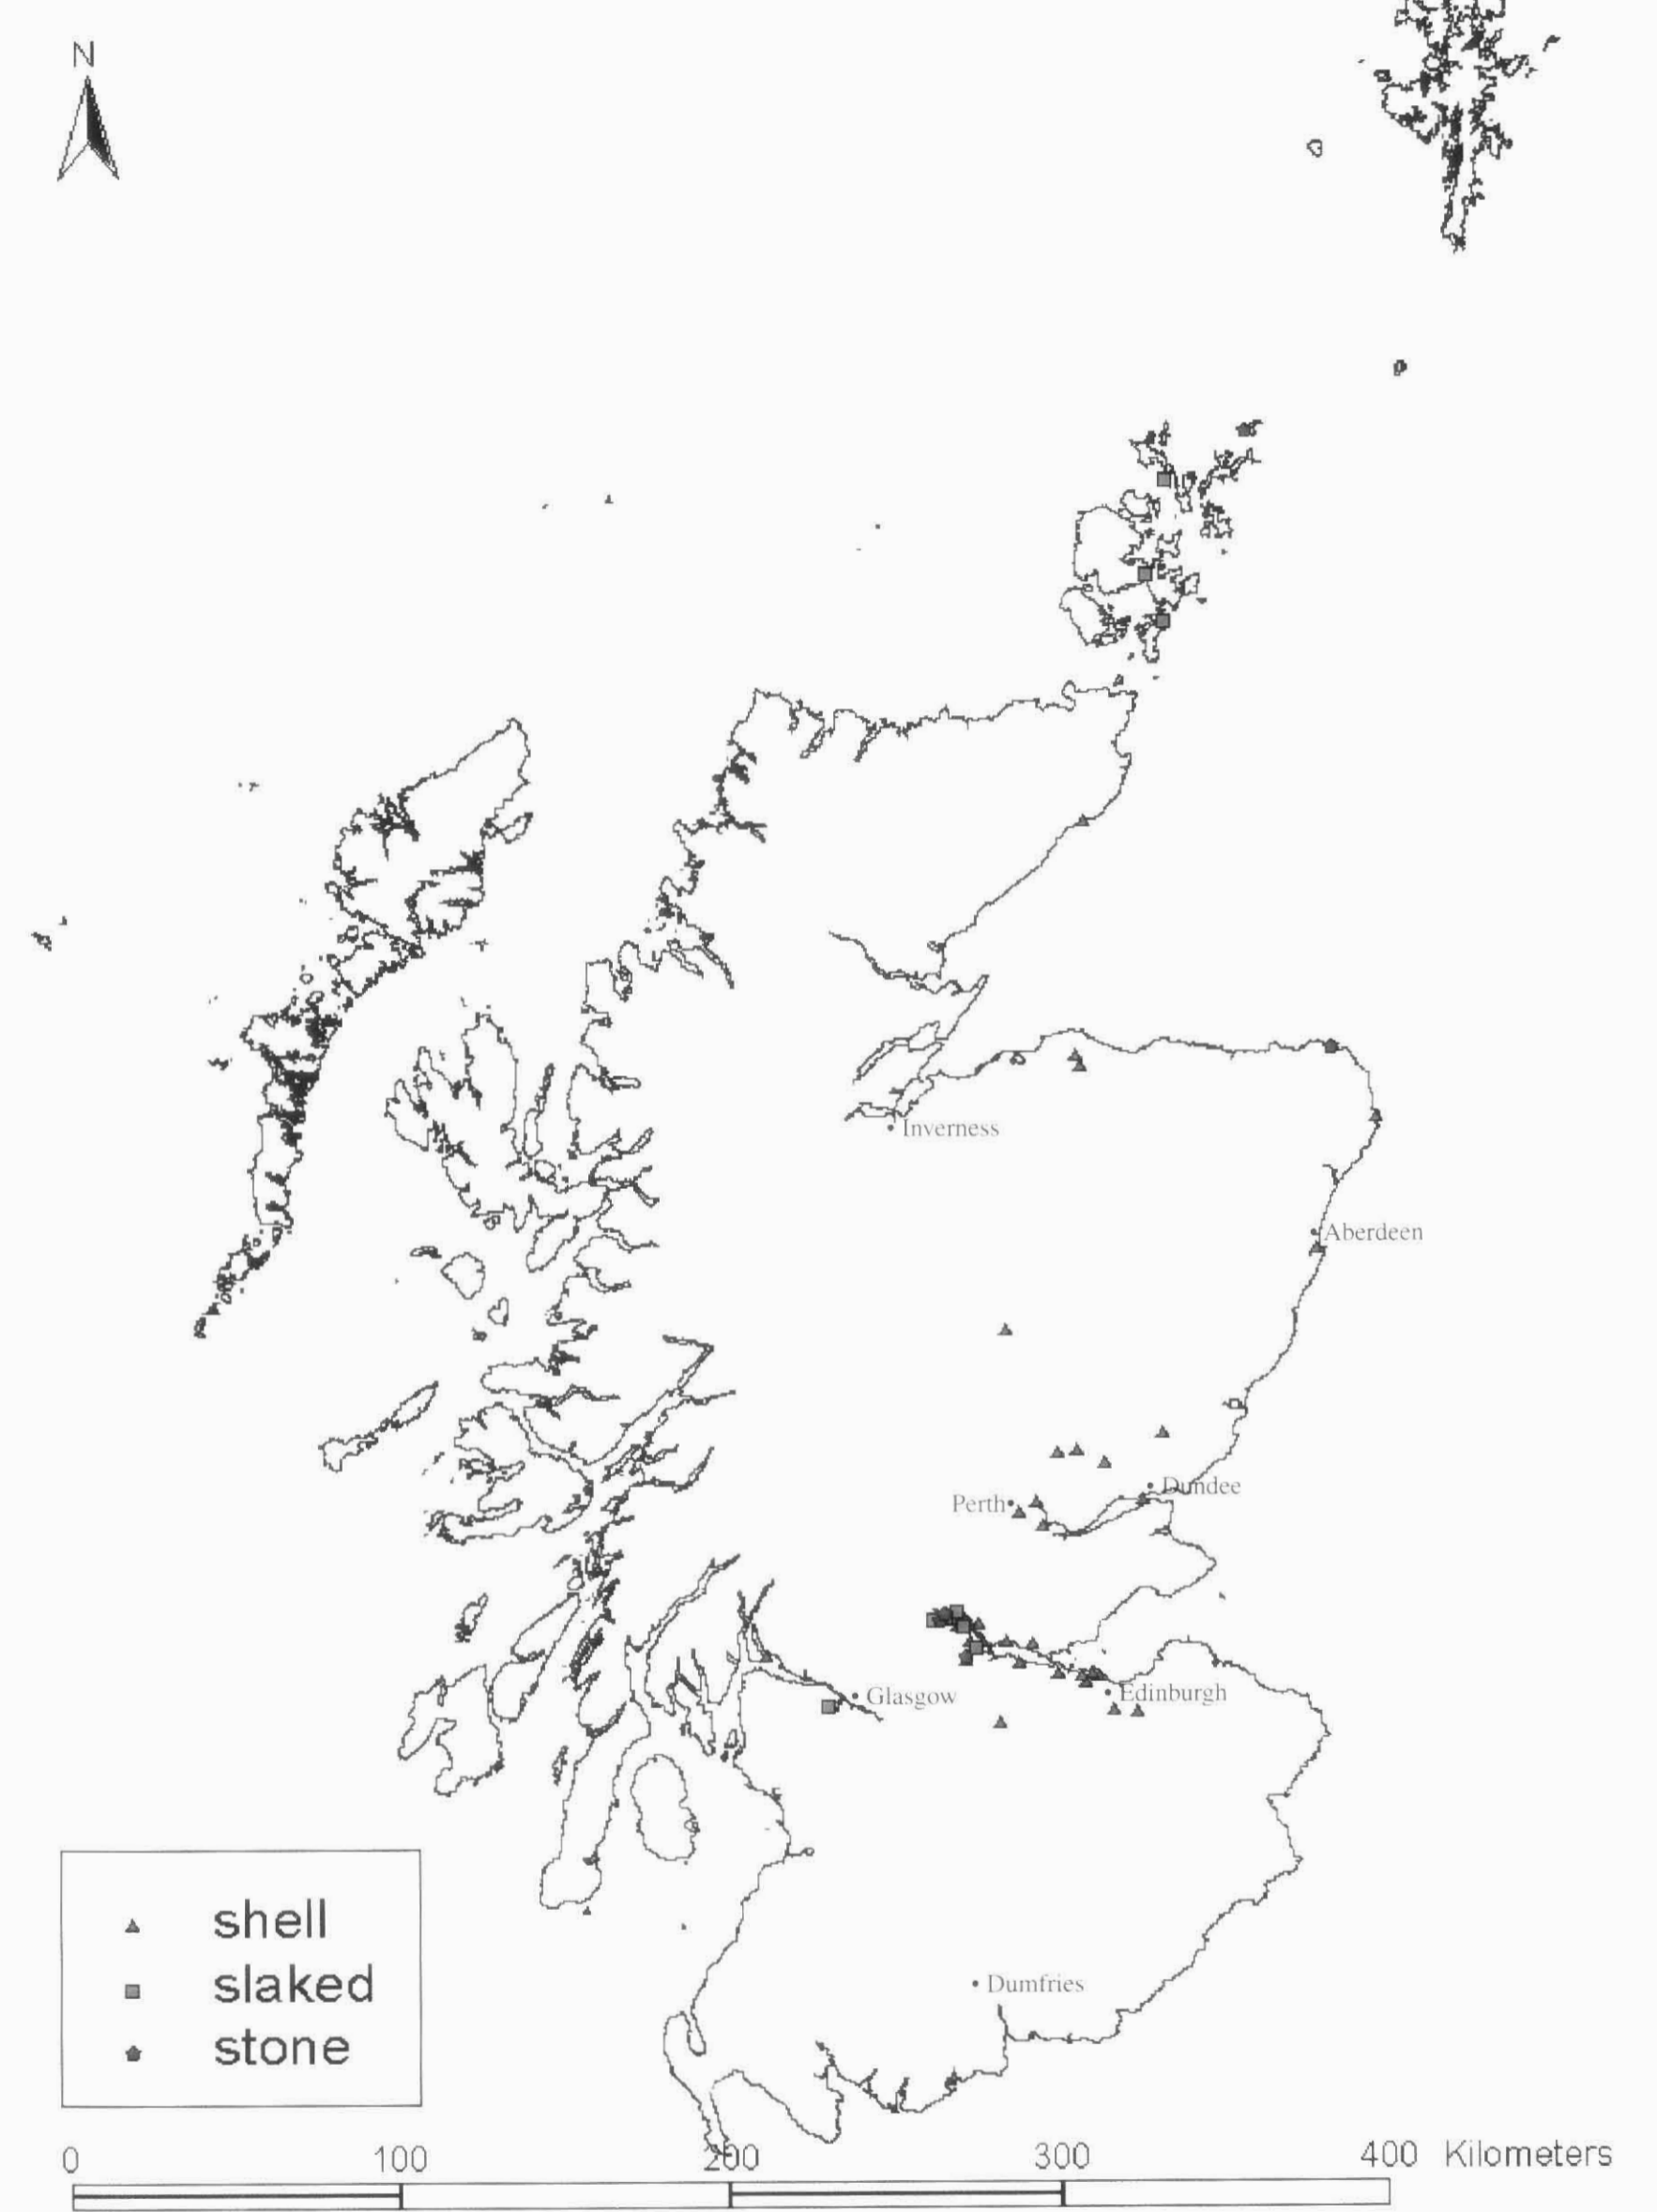 N
Inverness
Aberdeen
Dundee
Perth
Glasgow
Edinburgh
shell
slaked
stone
Dumfries
0 100 200 300 400 Kilometers